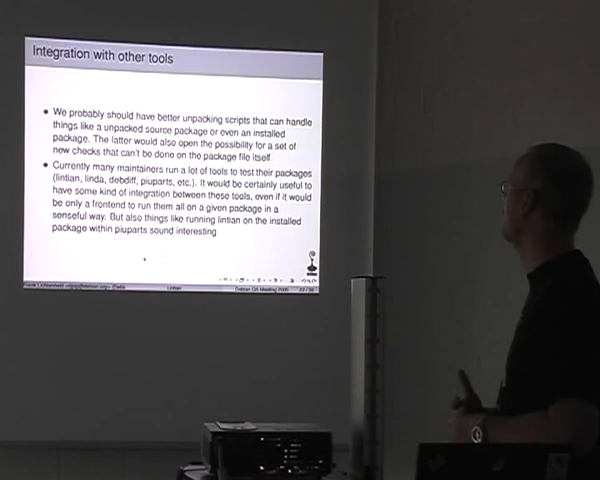 Integration with other tools
• We probably should have better unpacking scripts that can handle
things like a unpacked source package or even an installed
package. The latter would also open the possibility for a set of
new checks that can't be done on the package file itself
• Currently many maintainers run a lot of tools to test their packages
(lintian, linda, debdiff, piuparts, etc.). It would be certainly useful to
have some kind of integration between these tools, even if it would
be only a frontend to run them all on a given package in a
senseful way. But also things like running lintian on the installed
package within piuparts sound interesting
Lintian
Debian QA Meeting 2005